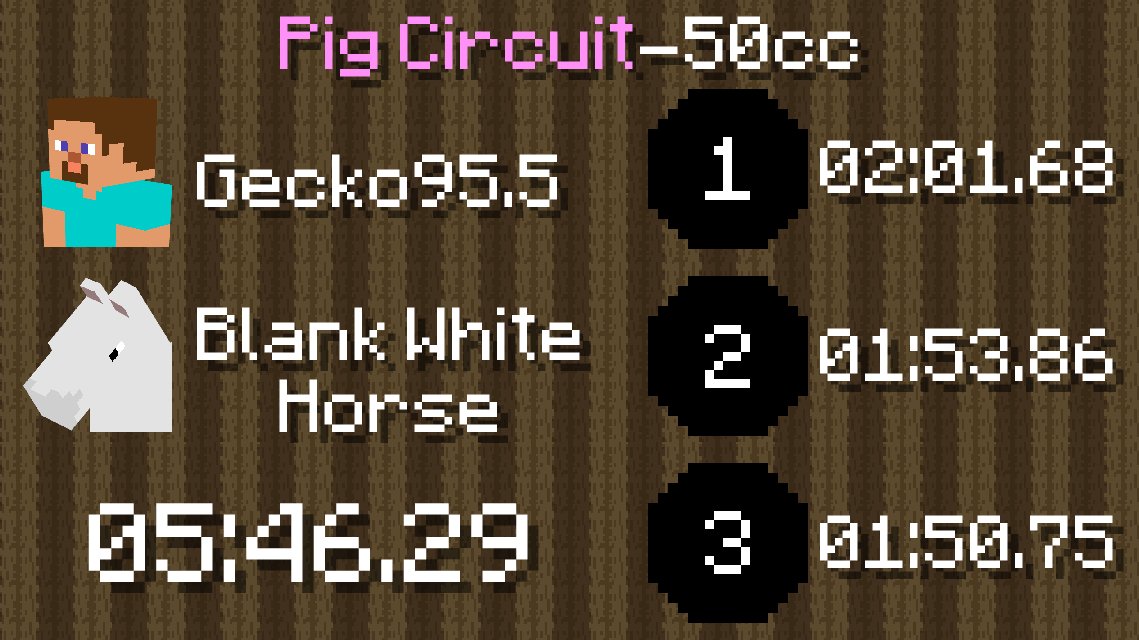 Pig Circuit-50cc
Gecko95.5
Blank White
Horse
05:46.29
1 02:01.68
2 01:53.86
3 01:50.75